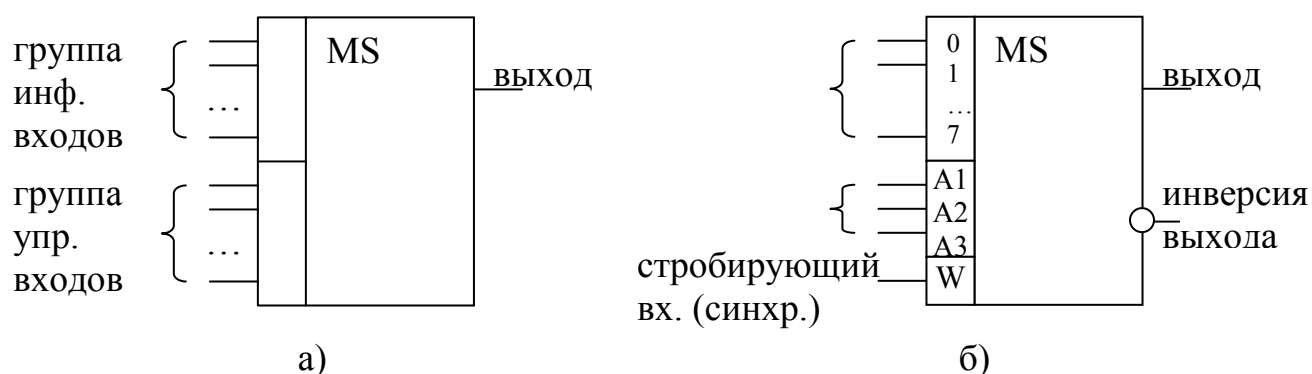 группа
инф.
входов
…
группа
упр.
входов
…
MS
выход
а)
0
1
…
7
A1
A2
A3
W
MS
выход
инверсия
выхода
стробирующий
вх. (синхр.)
б)